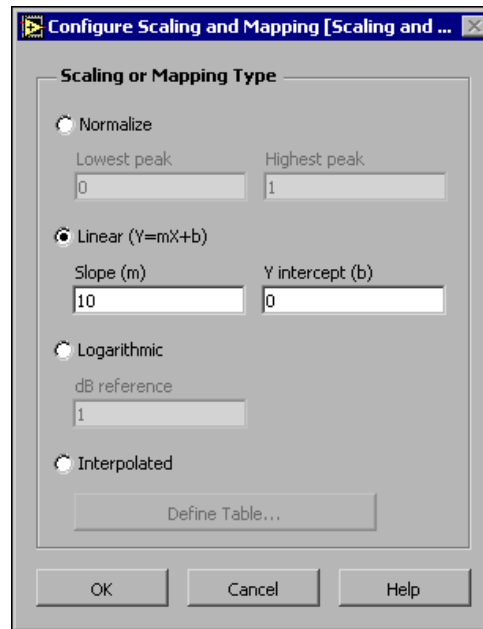 Configure Scaling and Mapping [Scaling and ...
Scaling or Mapping Type
Normalize
Lowest peak Highest peak
0 1
Linear (Y=mX+b)
Slope (m) Y intercept (b)
10 0
Logarithmic
dB reference
1
Interpolated
Define Table...
OK Cancel Help